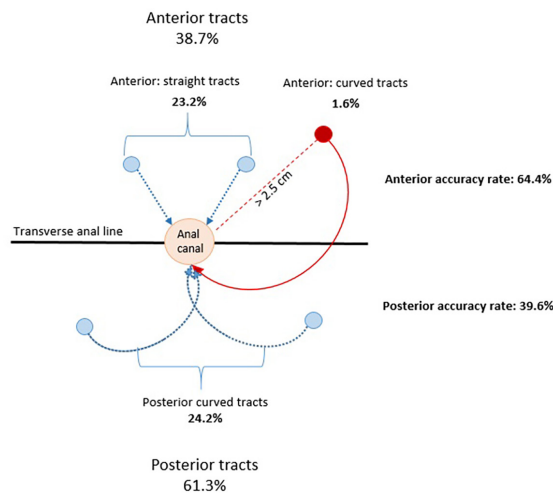 Anterior tracts
38.7%
Anterior: straight tracts
23.2%
Anterior: curved tracts
1.6%
> 2.5 cm
Anterior accuracy rate: 64.4%
Transverse anal line
Anal
canal
Posterior accuracy rate: 39.6%
Posterior curved tracts
24.2%
Posterior tracts
61.3%